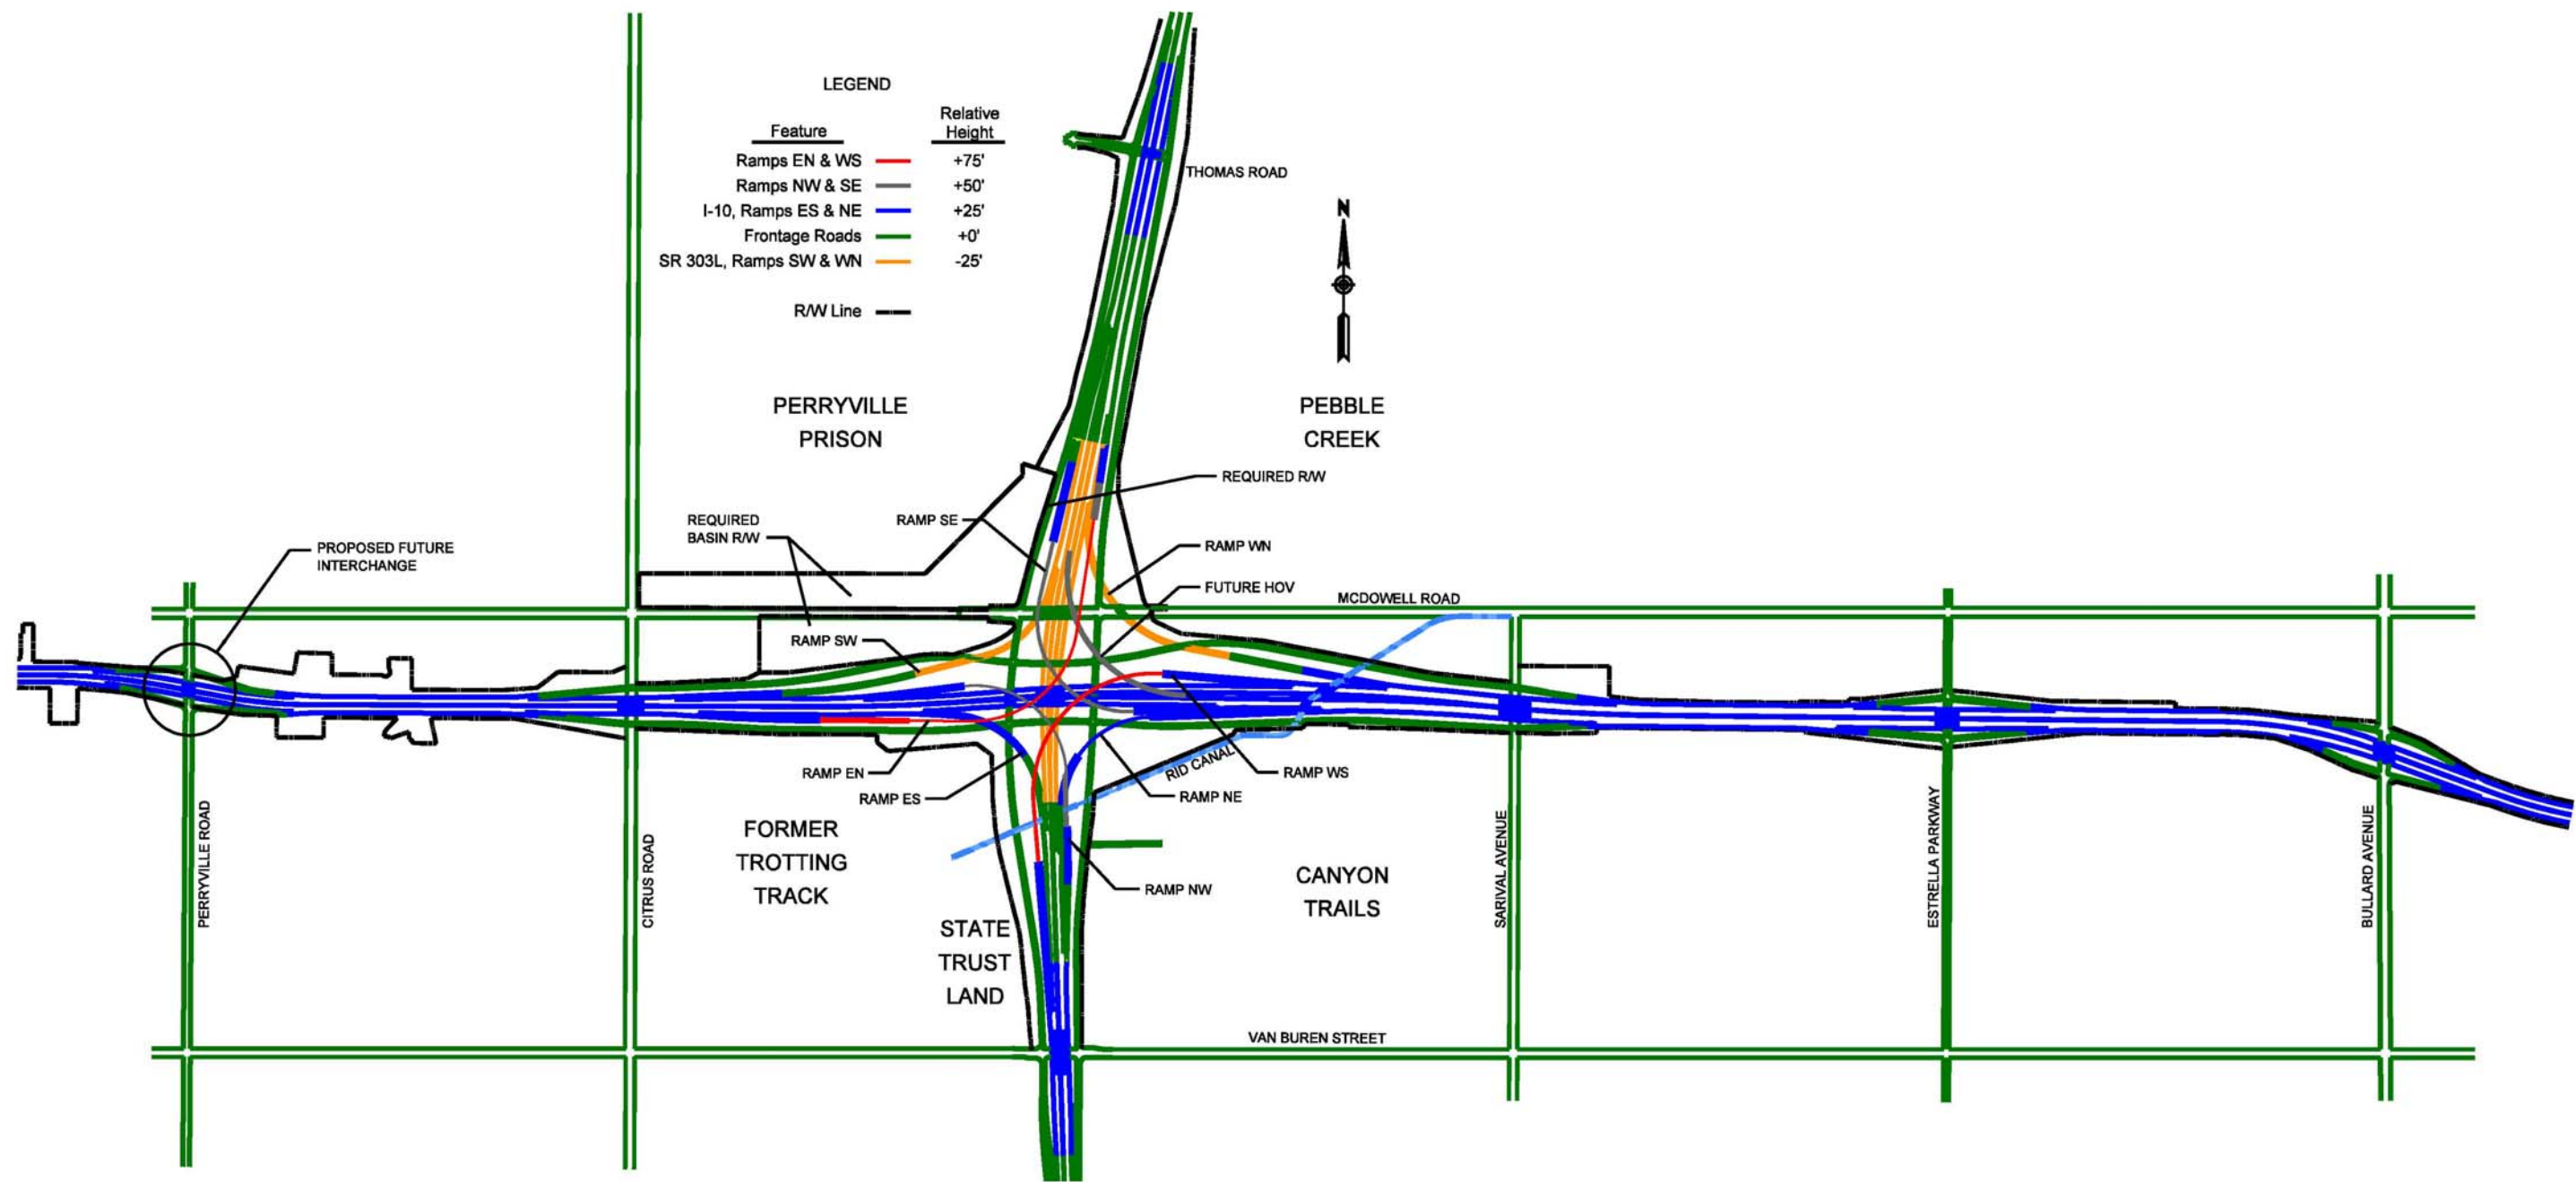 LEGEND
Feature Relative Height
Ramps EN & WS +75'
Ramps NW & SE +50'
I-10, Ramps ES & NE +25'
Frontage Roads +0'
SR 303L, Ramps SW & WN -25'
R/W Line
THOMAS ROAD
N
PERRYVILLE
PRISON
PEBBLE
CREEK
REQUIRED R/W
REQUIRED
BASIN R/W
RAMP SE
RAMP WN
PROPOSED FUTURE
INTERCHANGE
FUTURE HOV
MCDOWELL ROAD
RAMP SW
RAMP EN
RAMP ES
RID CANAL
RAMP WS
RAMP NE
PERRYVILLE ROAD
CITRUS ROAD
FORMER
TROTTING
TRACK
RAMP NW
CANYON
TRAILS
SARIVAL AVENUE
ESTRELLA PARKWAY
BULLARD AVENUE
STATE
TRUST
LAND
VAN BUREN STREET